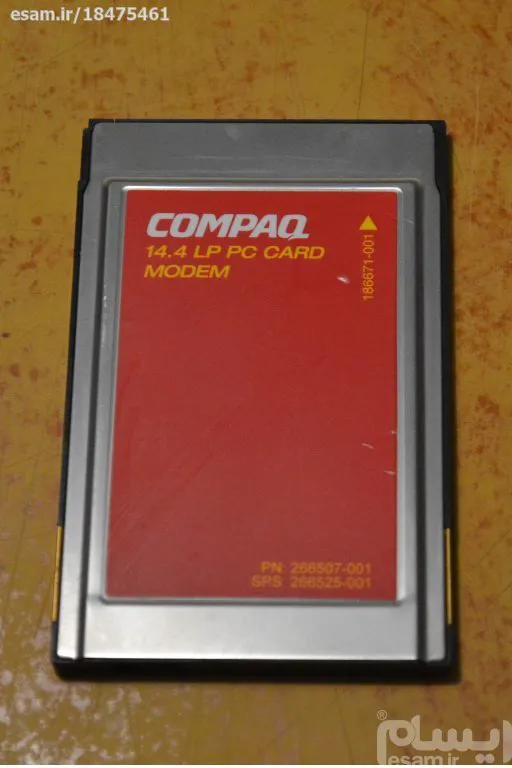 esam.ir/18475461
COMPAQ
14.4 LP PC CARD
MODEM
186671-001
PN: 266507-001
SPS: 266525-001
ایسام®
esam.ir